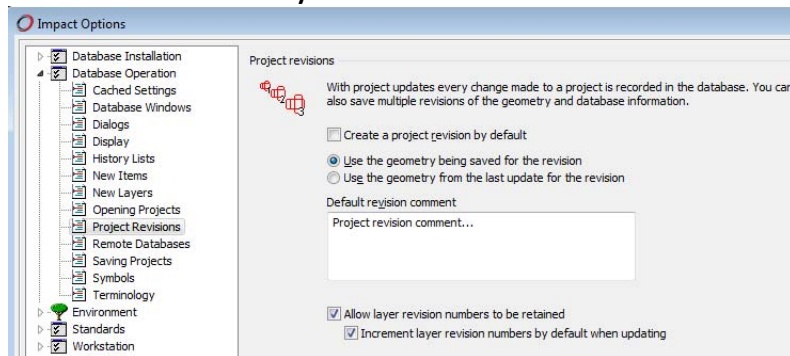 Impact Options
Database Installation
Database Operation
Cached Settings
Database Windows
Dialogs
Display
History Lists
New Items
New Layers
Opening Projects
Project Revisions
Remote Databases
Saving Projects
Symbols
Terminology
Environment
Standards
Workstation
Project revisions
1 2 3
With project updates every change made to a project is recorded in the database. You can
also save multiple revisions of the geometry and database information.
Create a project revision by default
Use the geometry being saved for the revision
Use the geometry from the last update for the revision
Default revision comment
Project revision comment...
Allow layer revision numbers to be retained
Increment layer revision numbers by default when updating